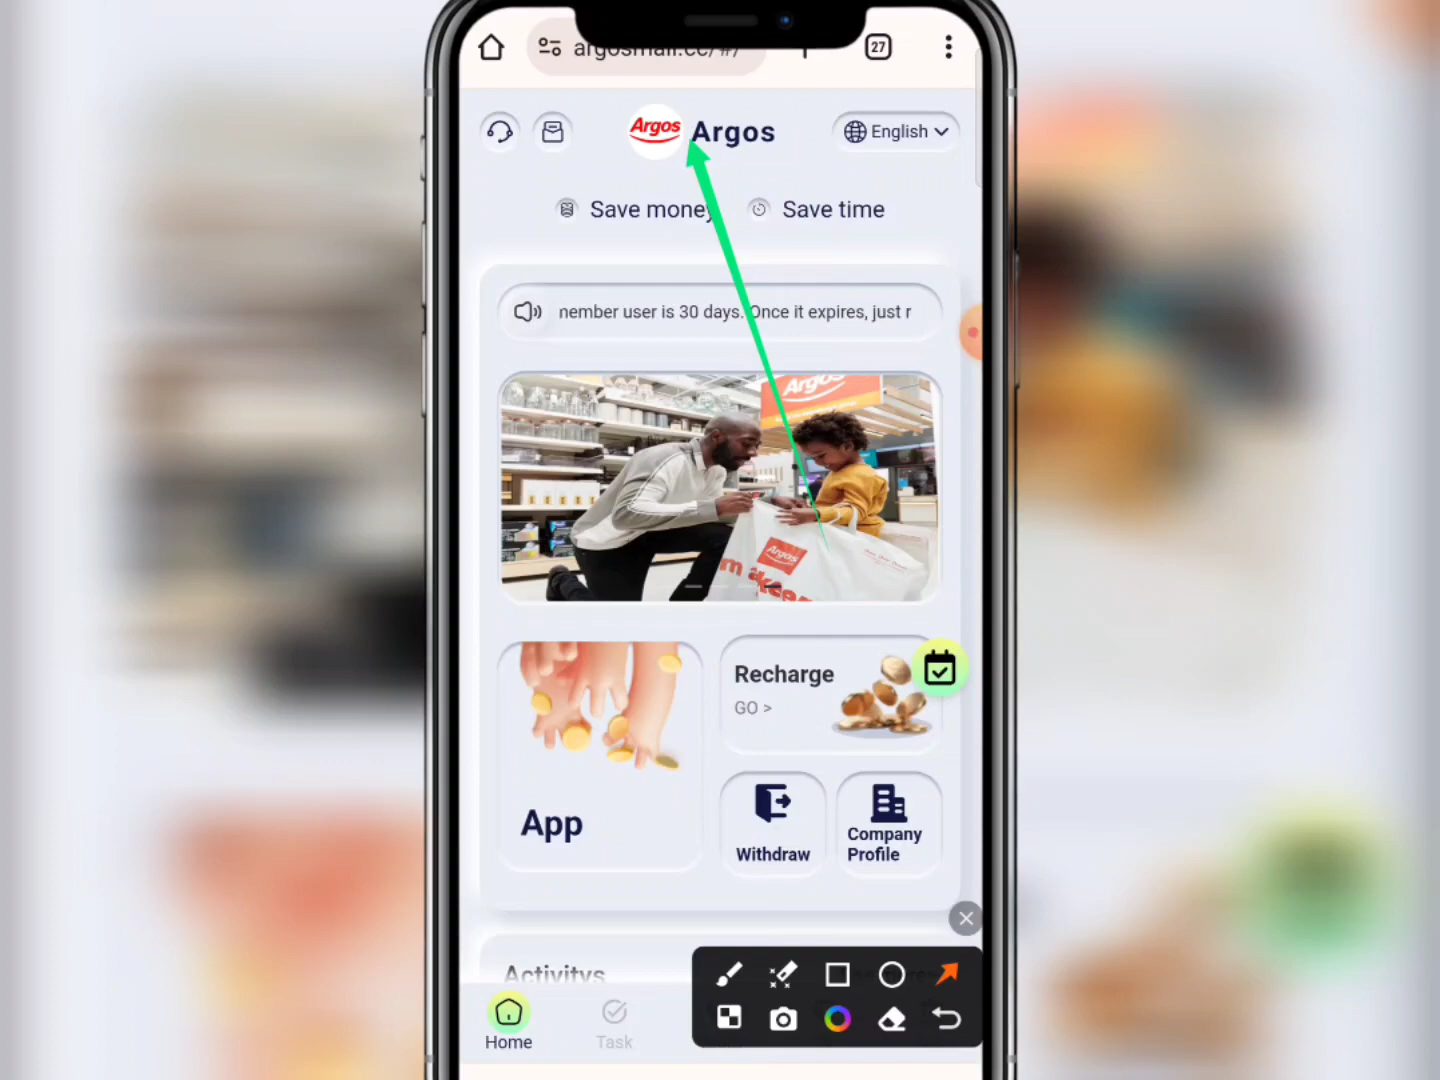 27
Argos
Argos
English
Save money
Save time
nember user is 30 days. Once it expires, just r
Argos
Argos
Recharge
GO >
App
Withdraw
Company
Profile
Activitys
Home
Task